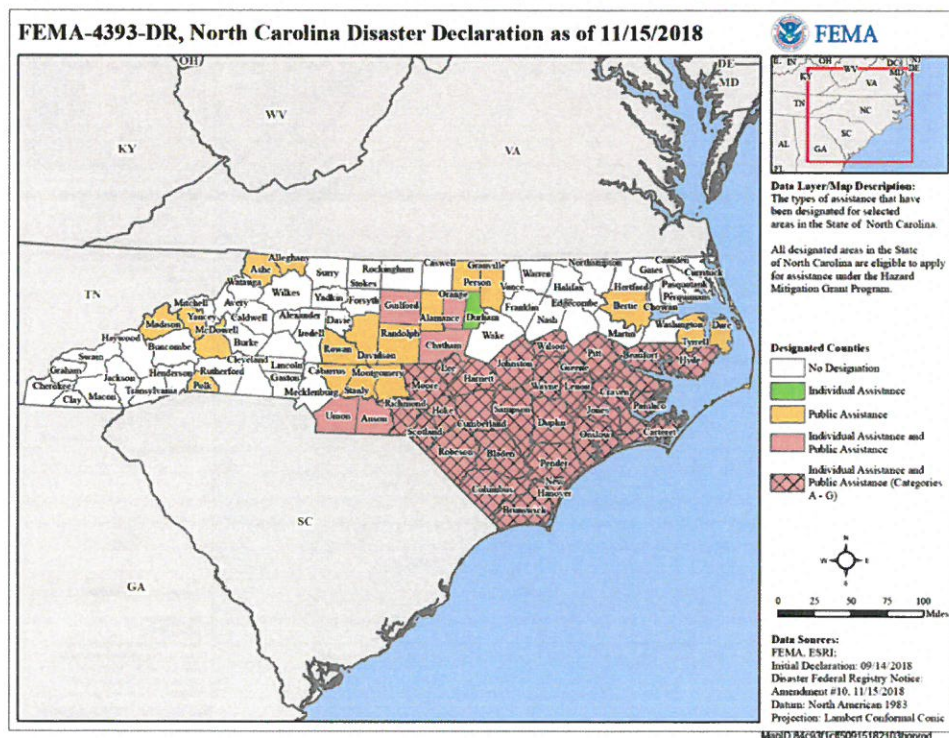 FEMA-4393-DR, North Carolina Disaster Declaration as of 11/15/2018
FEMA
IL
IN
OH
DC
NJ
MD
DE
KY
WV
VA
TN
NC
SC
AL
GA
FL
Data Layer/Map Description:
The types of assistance that have
been designated for selected
areas in the State of North Carolina.
All designated areas in the State
of North Carolina are eligible to apply
for assistance under the Hazard
Mitigation Grant Program.
Designated Counties
No Designation
Individual Assistance
Public Assistance
Individual Assistance and
Public Assistance
Individual Assistance and
Public Assistance (Categories
A - G)
N
W
E
S
0 25 50 75 100
Miles
Data Sources:
FEMA, ESRI;
Initial Declaration: 09/14/2018
Disaster Federal Registry Notice:
Amendment #10, 11/15/2018
Datum: North American 1983
Projection: Lambert Conformal Conic
OH
DE
MD
WV
KY
VA
TN
SC
GA
Alleghany
Ashe
Surry
Stokes
Rockingham
Caswell
Person
Granville
Vance
Warren
Northampton
Gates
Camden
Currituck
Pasquotank
Perquimans
Hertford
Halifax
Bertie
Chowan
Watauga
Wilkes
Yadkin
Forsyth
Guilford
Alamance
Orange
Durham
Franklin
Nash
Edgecombe
Martin
Washington
Tyrrell
Dare
Mitchell
Avery
Yancey
Caldwell
Alexander
Davie
Iredell
Davidson
Randolph
Chatham
Wake
Wilson
Pitt
Beaufort
Hyde
Madison
McDowell
Burke
Rowan
Haywood
Buncombe
Rutherford
Cleveland
Lincoln
Gaston
Cabarrus
Mecklenburg
Stanly
Montgomery
Moore
Lee
Harnett
Johnston
Wayne
Greene
Lenoir
Craven
Pamlico
Swain
Graham
Cherokee
Clay
Macon
Jackson
Transylvania
Henderson
Polk
Union
Anson
Richmond
Scotland
Hoke
Cumberland
Sampson
Duplin
Jones
Onslow
Carteret
Robeson
Bladen
Pender
New
Hanover
Columbus
Brunswick